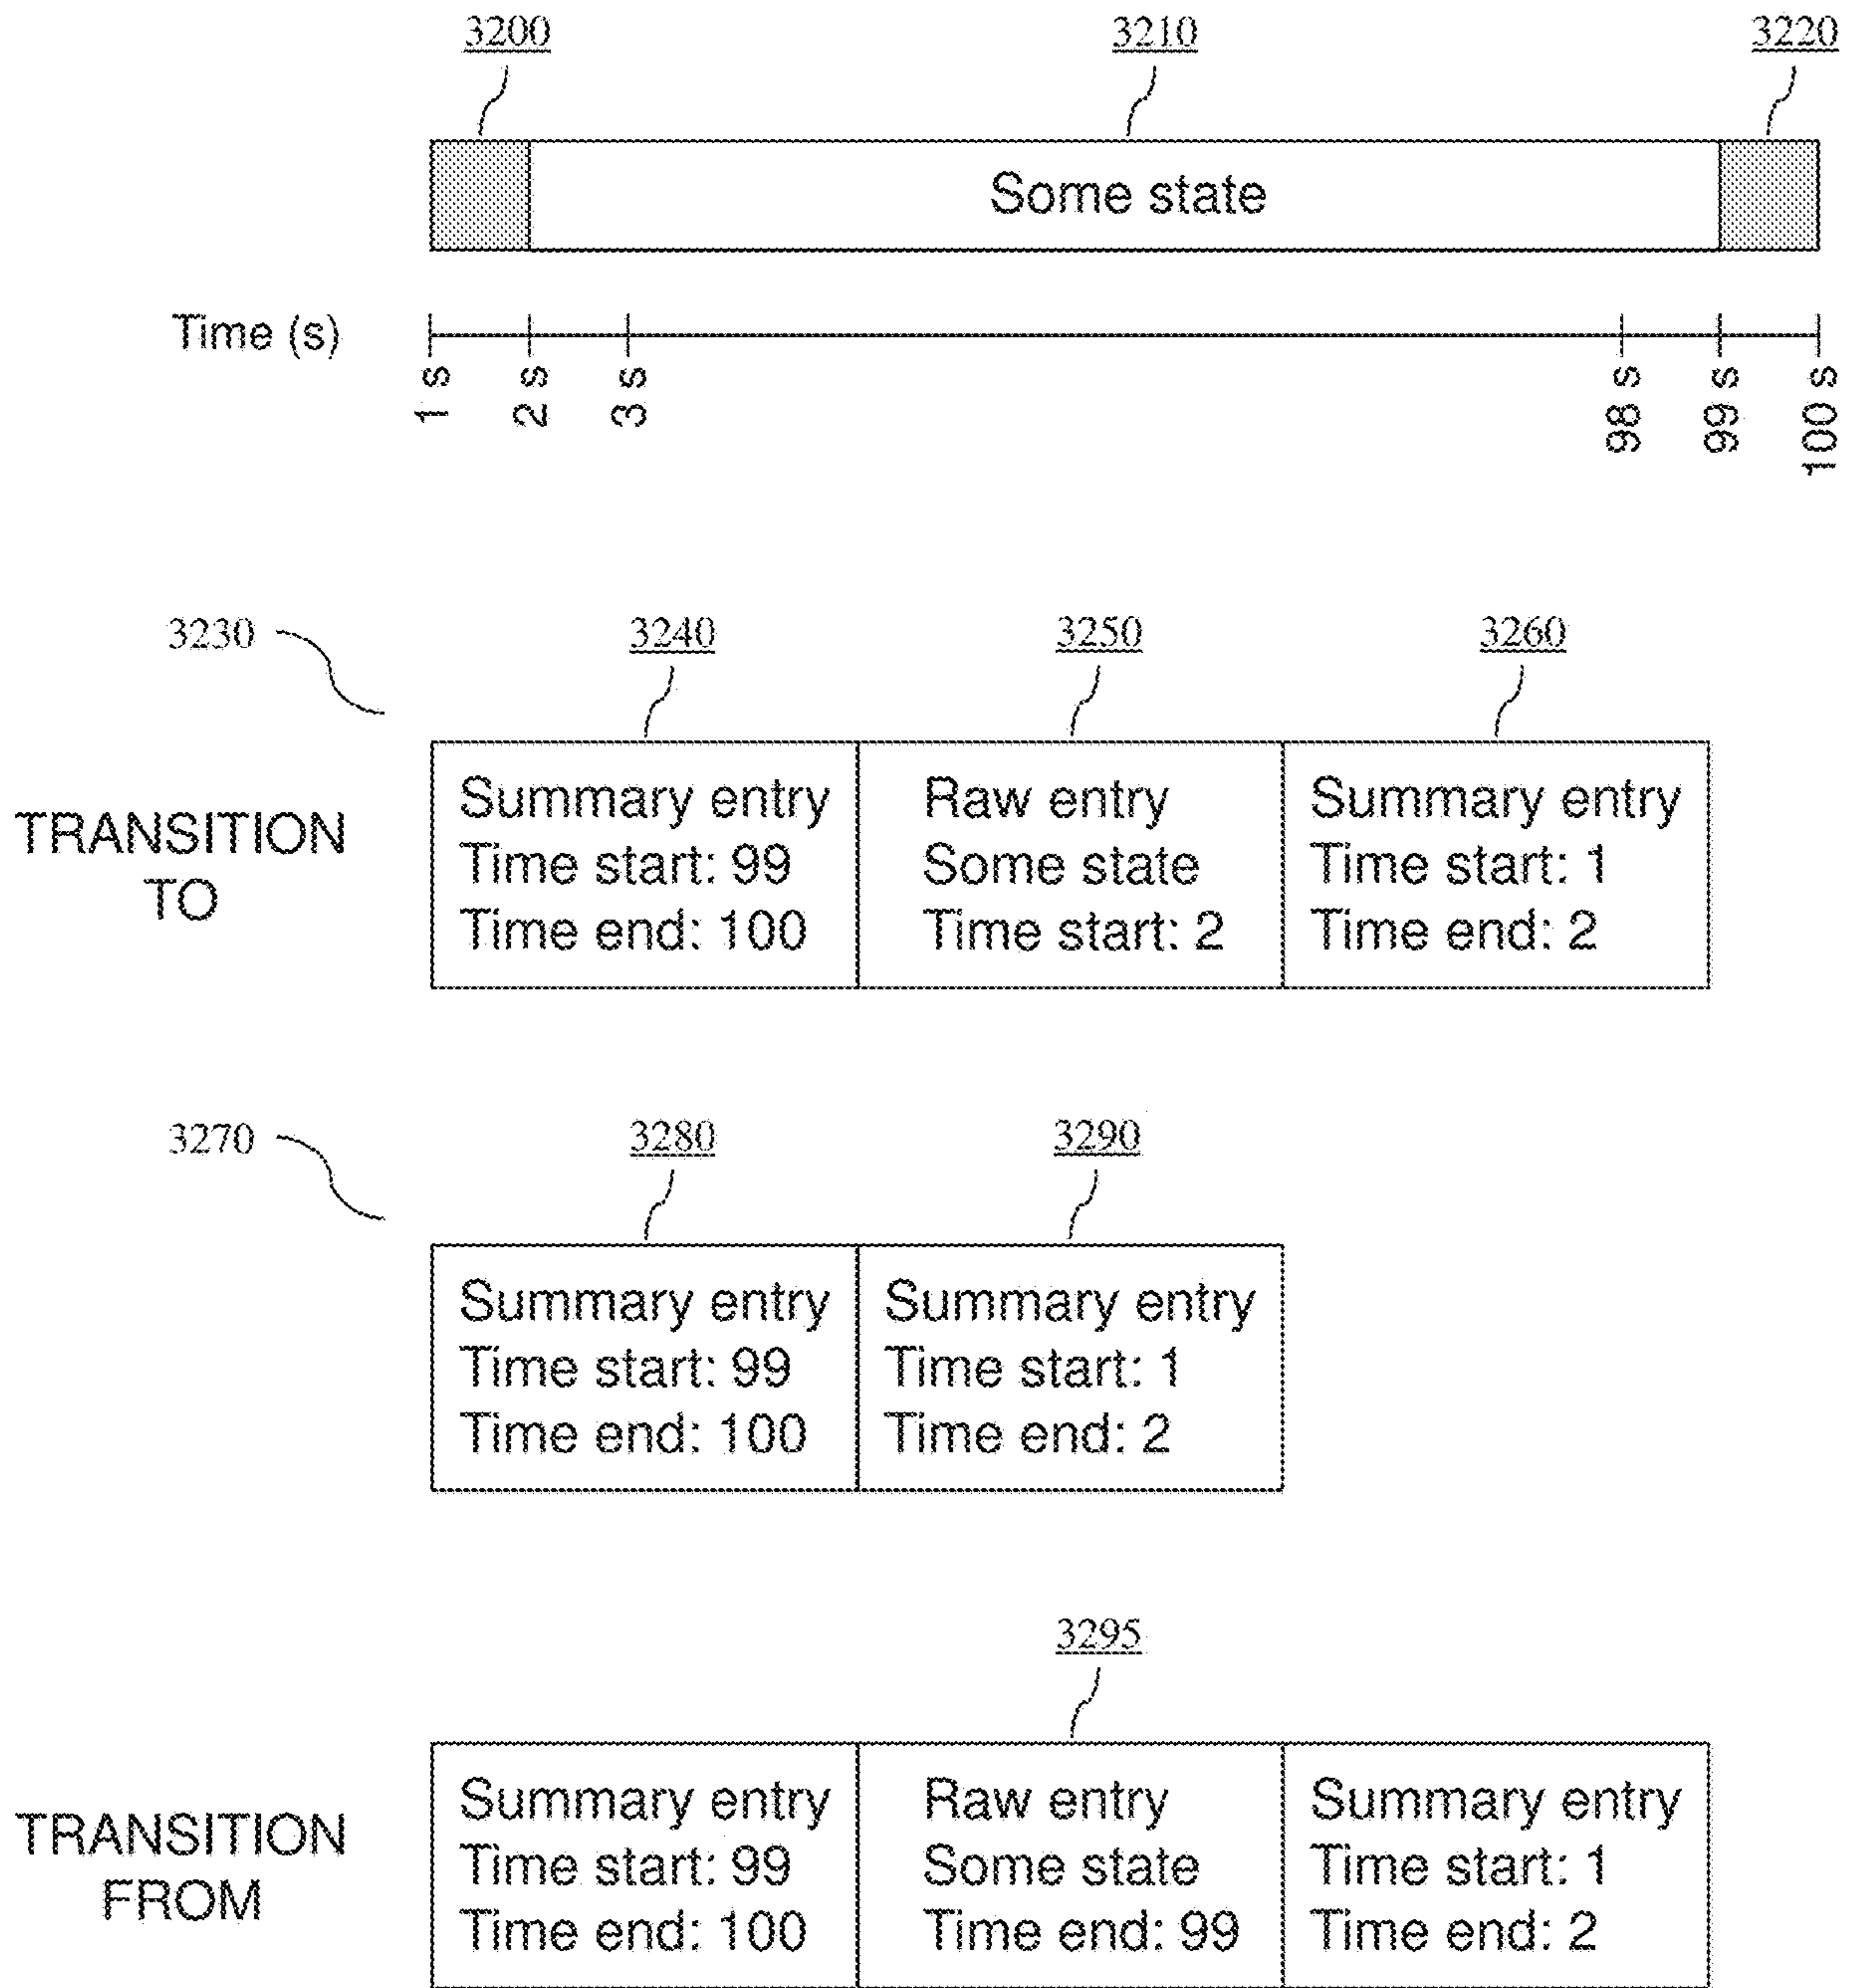 3200 3210 3220
Some state
Time (s)
1 s 2 s 3 s 98 s 99 s 100 s
3230 3240 3250 3260
TRANSITION
TO
Summary entry
Time start: 99
Time end: 100
Raw entry
Some state
Time start: 2
Summary entry
Time start: 1
Time end: 2
3270 3280 3290
Summary entry
Time start: 99
Time end: 100
Summary entry
Time start: 1
Time end: 2
3295
TRANSITION
FROM
Summary entry
Time start: 99
Time end: 100
Raw entry
Some state
Time end: 99
Summary entry
Time start: 1
Time end: 2